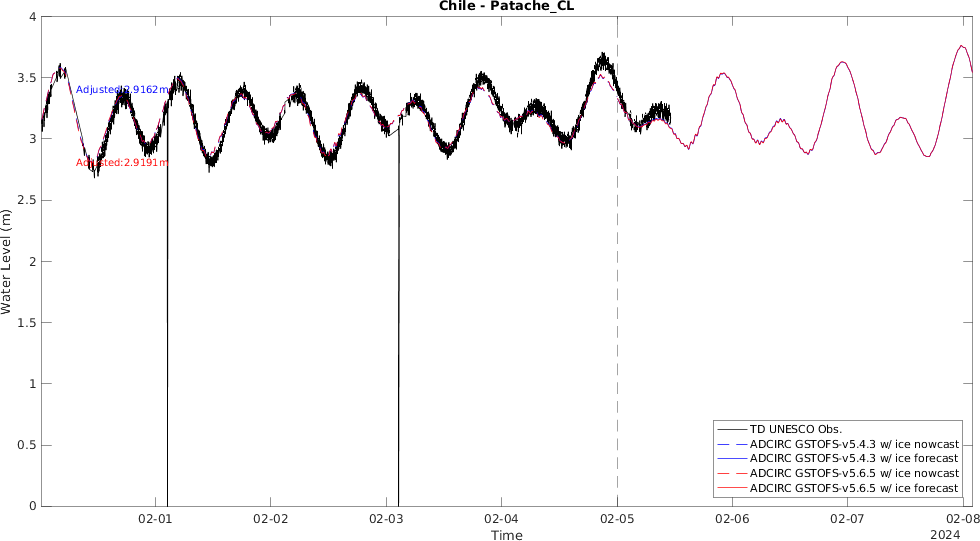 Chile - Patache_CL
4
3.5
3
2.5
2
1.5
1
0.5
0
Water Level (m)
Adjusted:2.9162m
Adjusted:2.9191m
TD UNESCO Obs.
ADCIRC GSTOFS-v5.4.3 w/ ice nowcast
ADCIRC GSTOFS-v5.4.3 w/ ice forecast
ADCIRC GSTOFS-v5.6.5 w/ ice nowcast
ADCIRC GSTOFS-v5.6.5 w/ ice forecast
02-01 02-02 02-03 02-04 02-05 02-06 02-07 02-08
Time
2024